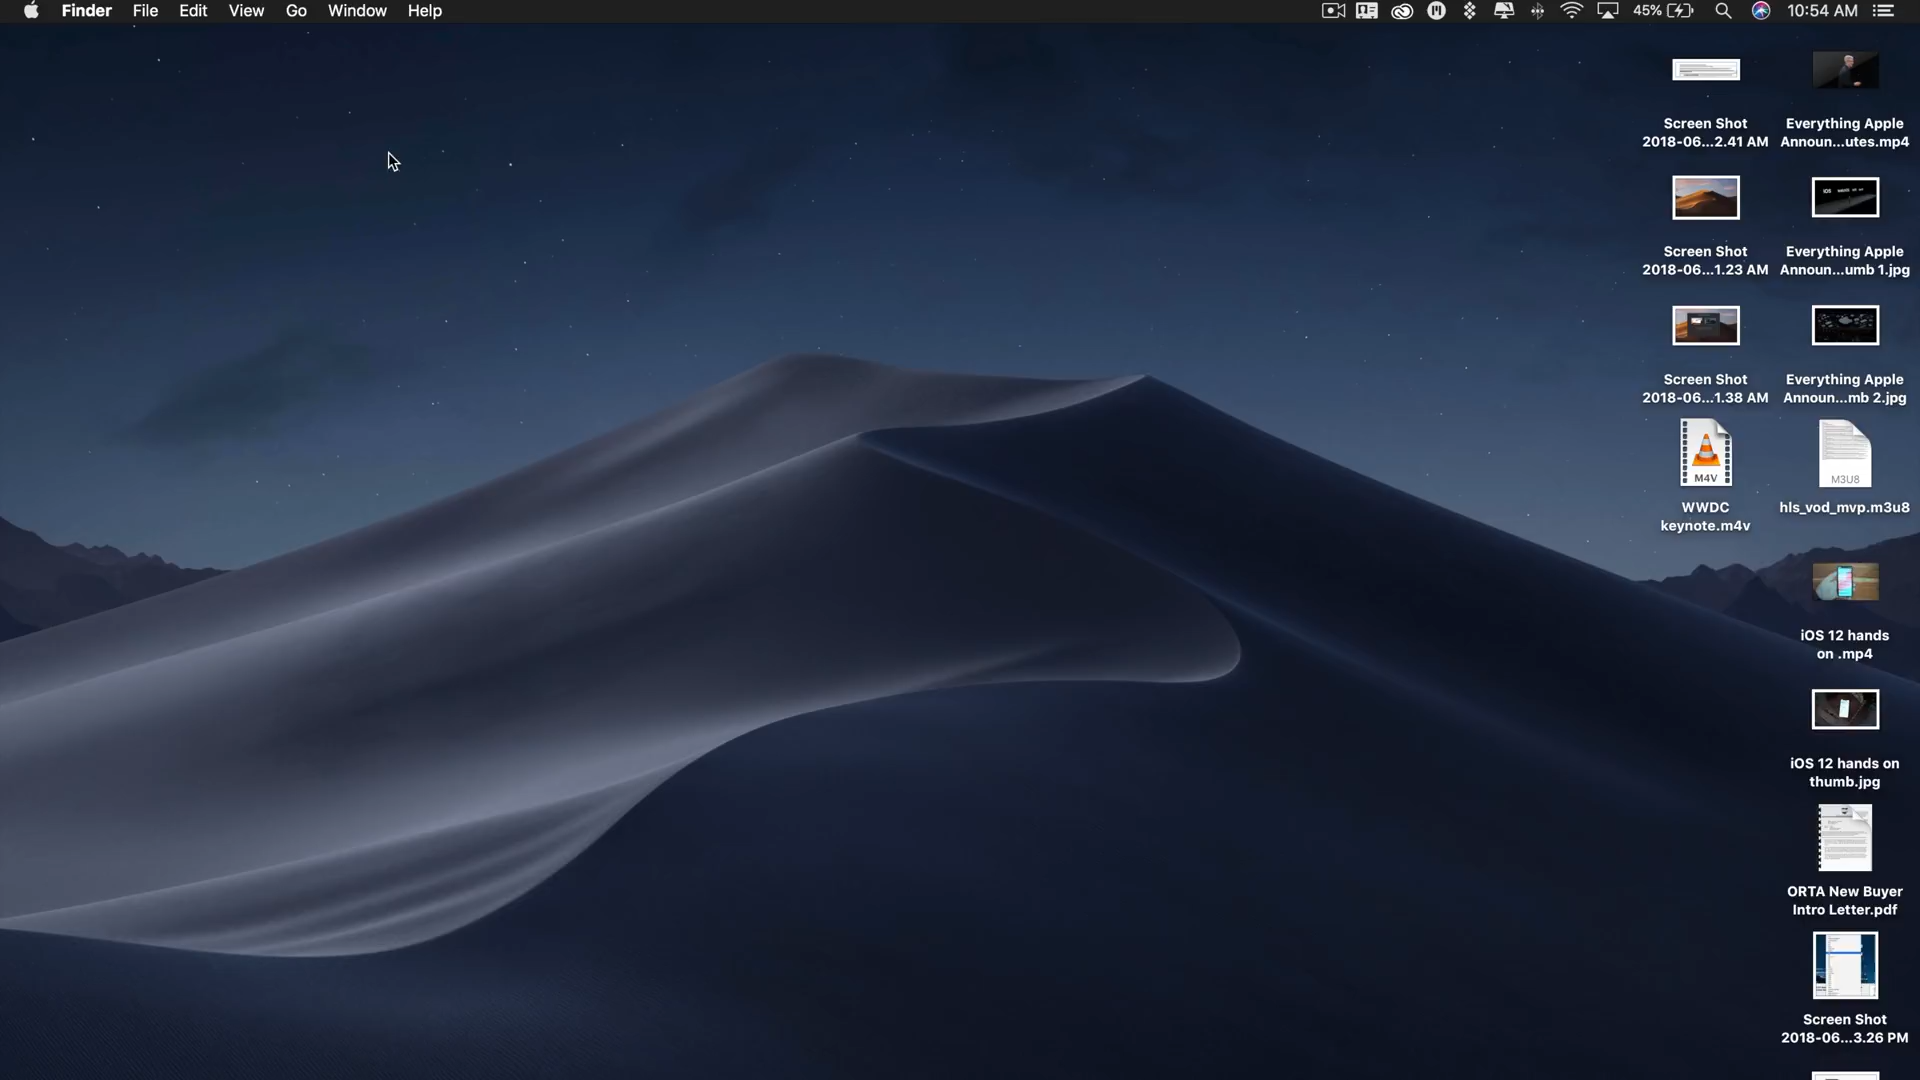 Finder File Edit View Go Window Help 45% 10:54 AM
Screen Shot
2018-06...2.41 AM
Everything Apple
Announ...utes.mp4
Screen Shot
2018-06...1.23 AM
iOS
Everything Apple
Announ...umb 1.jpg
Screen Shot
2018-06...1.38 AM
Everything Apple
Announ...mb 2.jpg
M4V
WWDC
keynote.m4v
M3U8
hls_vod_mvp.m3u8
iOS 12 hands
on .mp4
iOS 12 hands on
thumb.jpg
ORTA New Buyer
Intro Letter.pdf
Screen Shot
2018-06...3.26 PM